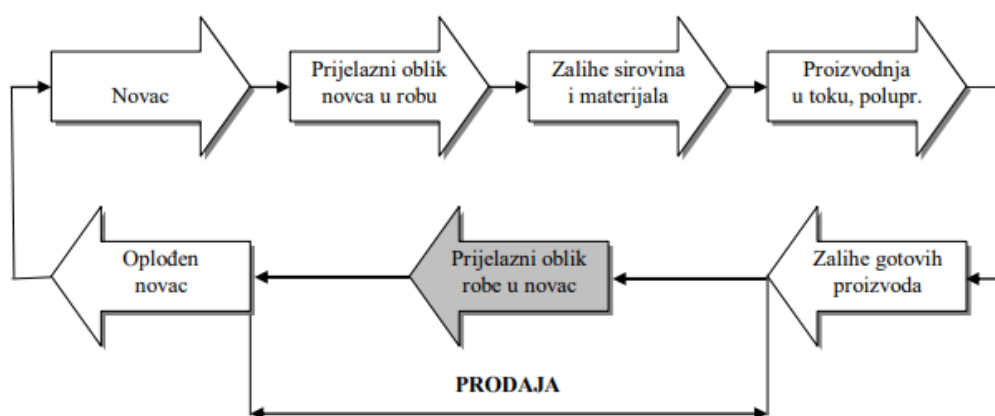 Novac
Prijelazni oblik
novca u robu
Zalihe sirovina
i materijala
Proizvodnja
u toku, polupr.
Oplođen
novac
Prijelazni oblik
robe u novac
Zalihe gotovih
proizvoda
PRODAJA